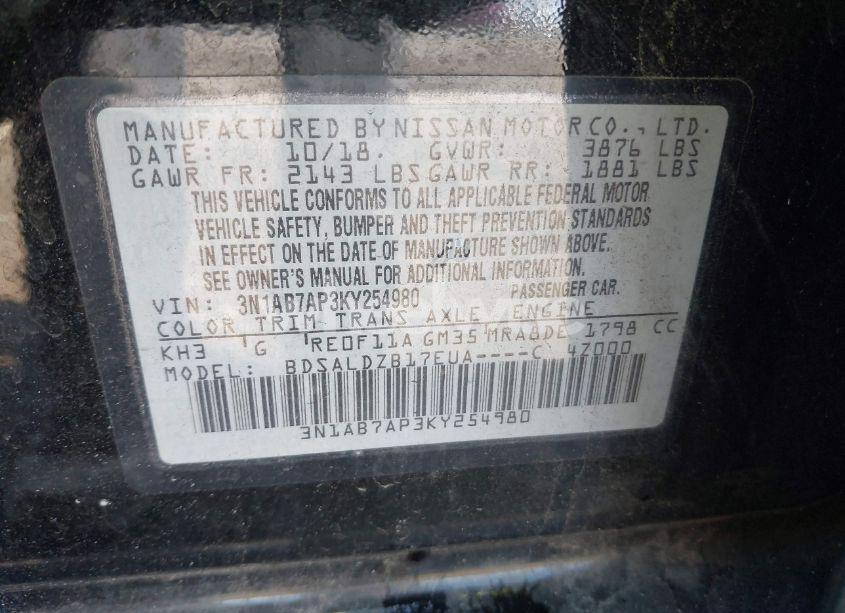 MANUFACTURED BY NISSAN MOTOR CO., LTD.
DATE: 10/18. GVWR: 3876 LBS
GAWR FR: 2143 LBS GAWR RR: 1881 LBS
THIS VEHICLE CONFORMS TO ALL APPLICABLE FEDERAL MOTOR
VEHICLE SAFETY, BUMPER AND THEFT PREVENTION STANDARDS
IN EFFECT ON THE DATE OF MANUFACTURE SHOWN ABOVE.
SEE OWNER'S MANUAL FOR ADDITIONAL INFORMATION.
VIN: 3N1AB7AP3KY254980 PASSENGER CAR.
COLOR TRIM TRANS AXLE ENGINE
KH3 G RE0F11A GM35 MRA8DE 1798 CC
MODEL: BDSALDZB17EUA----C) 4Z000
3N1AB7AP3KY254980